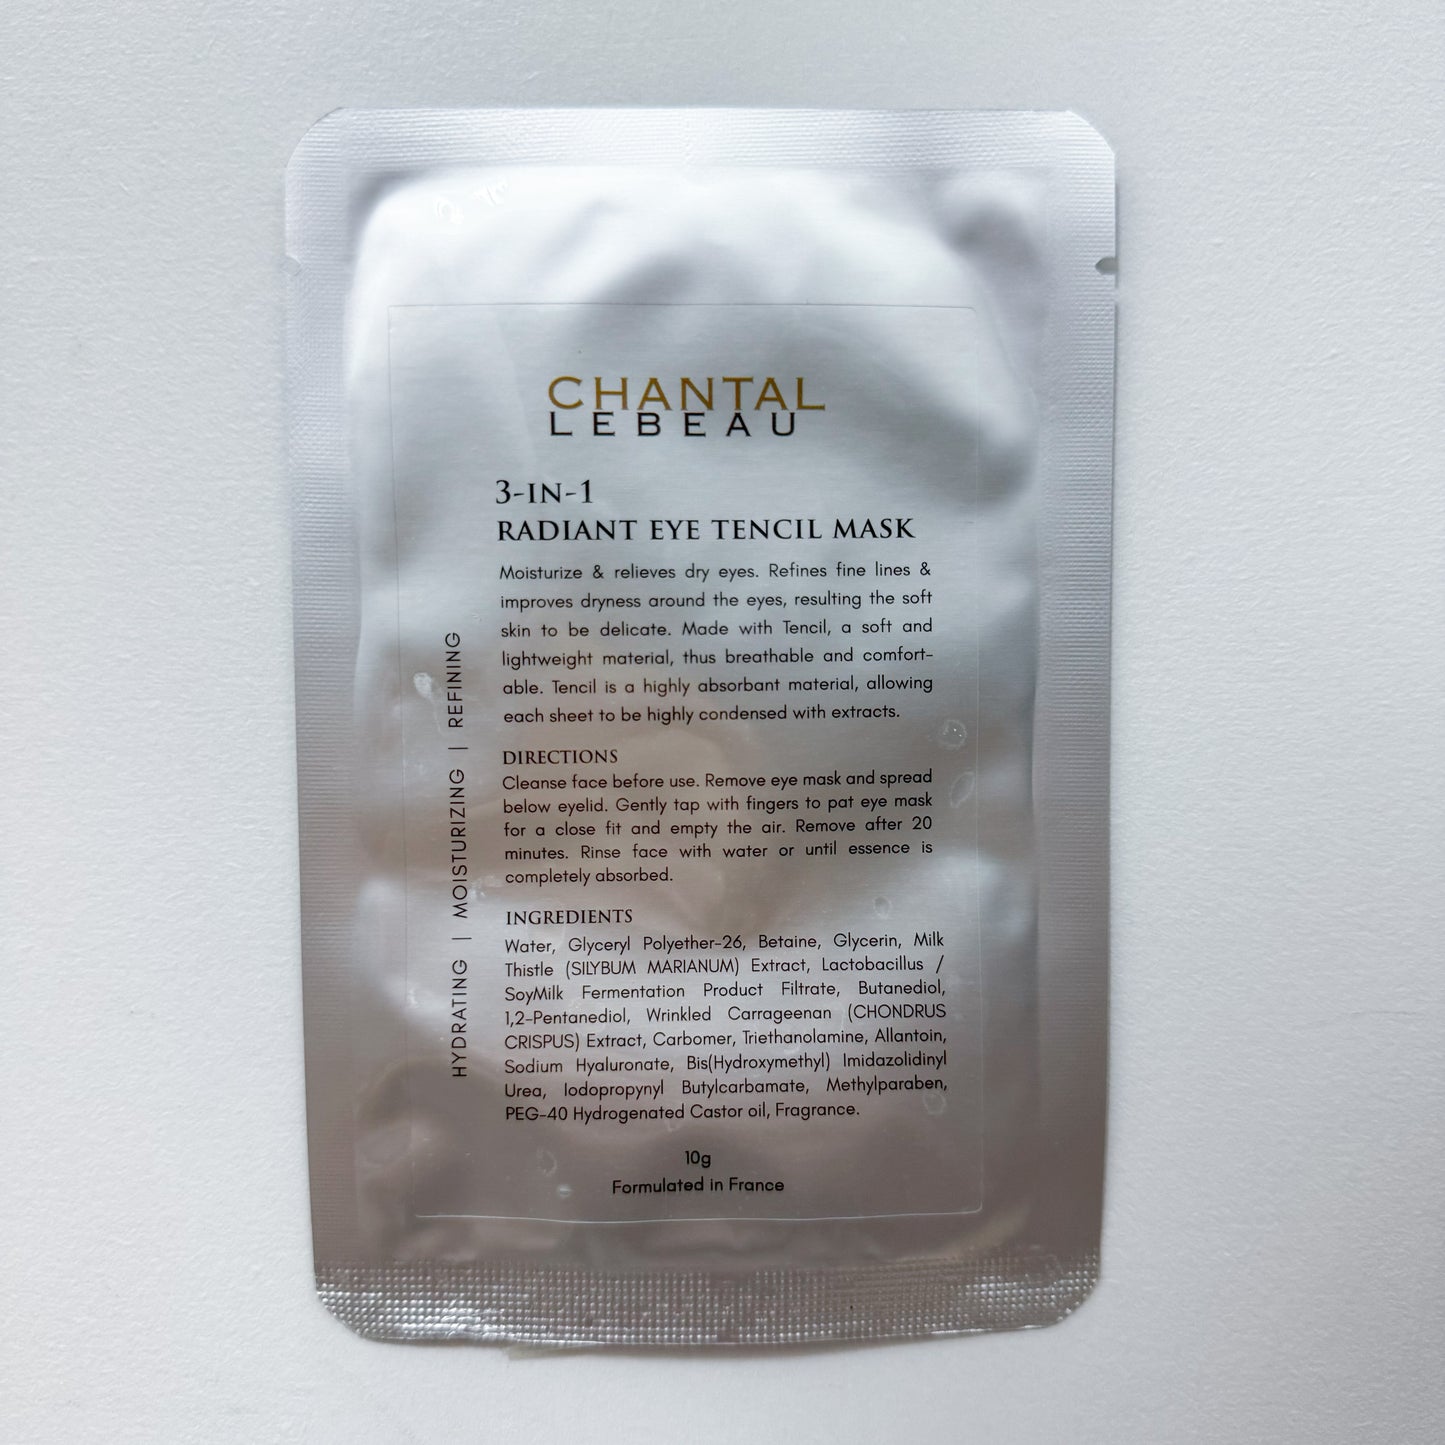 CHANTAL
LEBEAU
3-IN-1
RADIANT EYE TENCIL MASK
Moisturize & relieves dry eyes. Refines fine lines &
improves dryness around the eyes, resulting the soft
skin to be delicate. Made with Tencil, a soft and
lightweight material, thus breathable and comfort-
able. Tencil is a highly absorbant material, allowing
each sheet to be highly condensed with extracts.
HYDRATING | MOISTURIZING | REFINING
DIRECTIONS
Cleanse face before use. Remove eye mask and spread
below eyelid. Gently tap with fingers to pat eye mask
for a close fit and empty the air. Remove after 20
minutes. Rinse face with water or until essence is
completely absorbed.
INGREDIENTS
Water, Glyceryl Polyether-26, Betaine, Glycerin, Milk
Thistle (SILYBUM MARIANUM) Extract, Lactobacillus /
SoyMilk Fermentation Product Filtrate, Butanediol,
1,2-Pentanediol, Wrinkled Carrageenan (CHONDRUS
CRISPUS) Extract, Carbomer, Triethanolamine, Allantoin,
Sodium Hyaluronate, Bis(Hydroxymethyl) Imidazolidinyl
Urea, Iodopropynyl Butylcarbamate, Methylparaben,
PEG-40 Hydrogenated Castor oil, Fragrance.
10g
Formulated in France